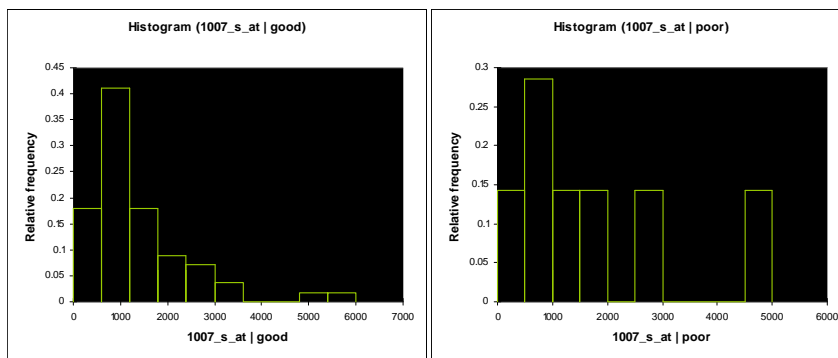 Histogram (1007_s_at | good)
0.45
0.4
0.35
0.3
0.25
0.2
0.15
0.1
0.05
0
Relative frequency
0 1000 2000 3000 4000 5000 6000 7000
1007_s_at | good
Histogram (1007_s_at | poor)
0.3
0.25
0.2
0.15
0.1
0.05
0
Relative frequency
0 1000 2000 3000 4000 5000 6000
1007_s_at | poor